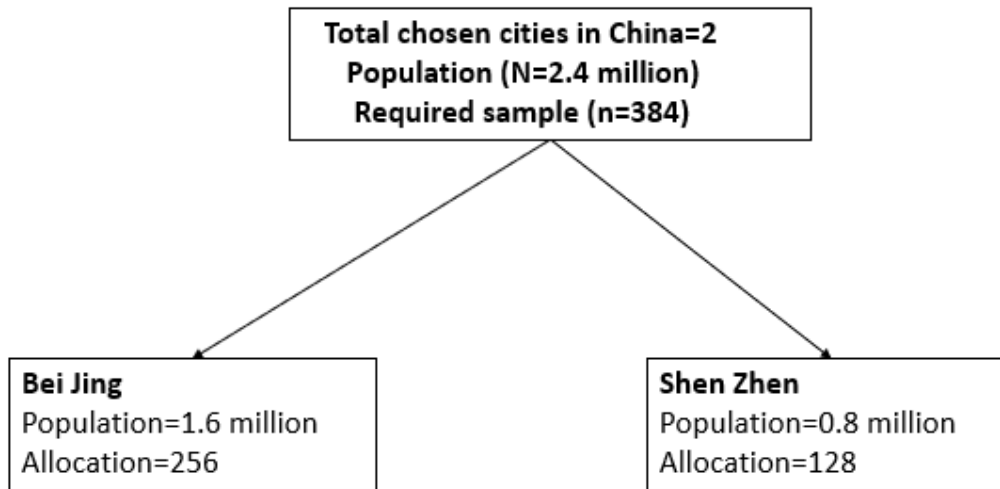 Total chosen cities in China=2
Population (N=2.4 million)
Required sample (n=384)
Bei Jing
Population=1.6 million
Allocation=256
Shen Zhen
Population=0.8 million
Allocation=128